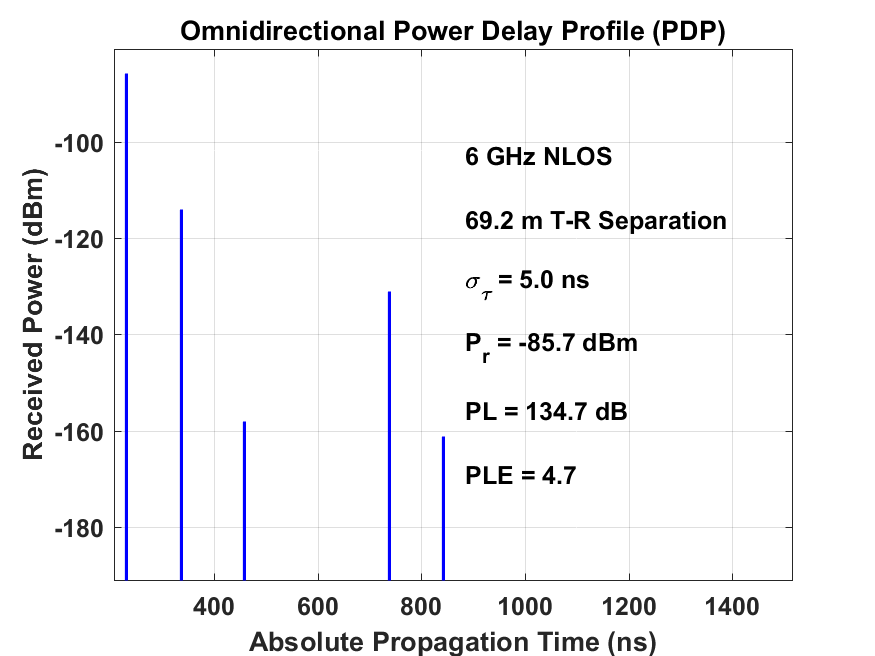 Omnidirectional Power Delay Profile (PDP)
Received Power (dBm)
-100
-120
-140
-160
-180
6 GHz NLOS
69.2 m T-R Separation
σ_τ = 5.0 ns
P_r = -85.7 dBm
PL = 134.7 dB
PLE = 4.7
400 600 800 1000 1200 1400
Absolute Propagation Time (ns)